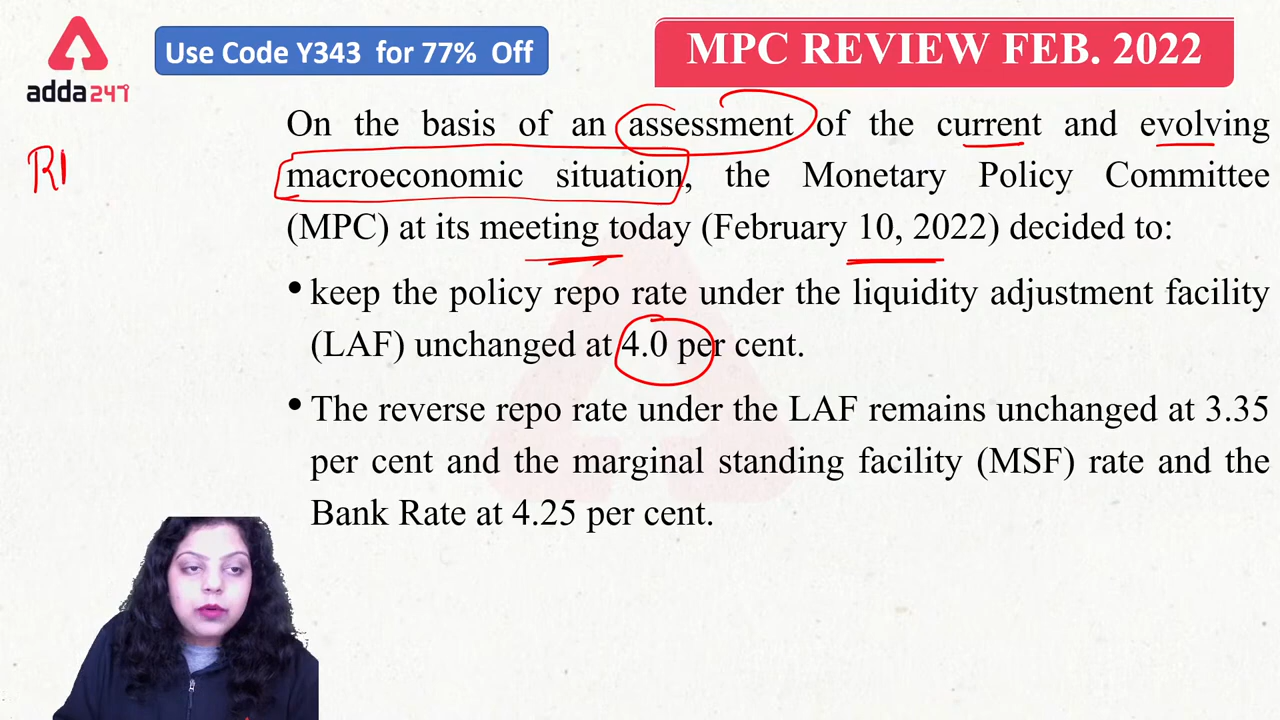 adda247
Use Code Y343 for 77% Off
MPC REVIEW FEB. 2022
On the basis of an assessment of the current and evolving
macroeconomic situation, the Monetary Policy Committee
(MPC) at its meeting today (February 10, 2022) decided to:
• keep the policy repo rate under the liquidity adjustment facility
(LAF) unchanged at 4.0 per cent.
• The reverse repo rate under the LAF remains unchanged at 3.35
per cent and the marginal standing facility (MSF) rate and the
Bank Rate at 4.25 per cent.